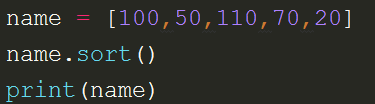 name = [100,50,110,70,20]
name.sort()
print(name)